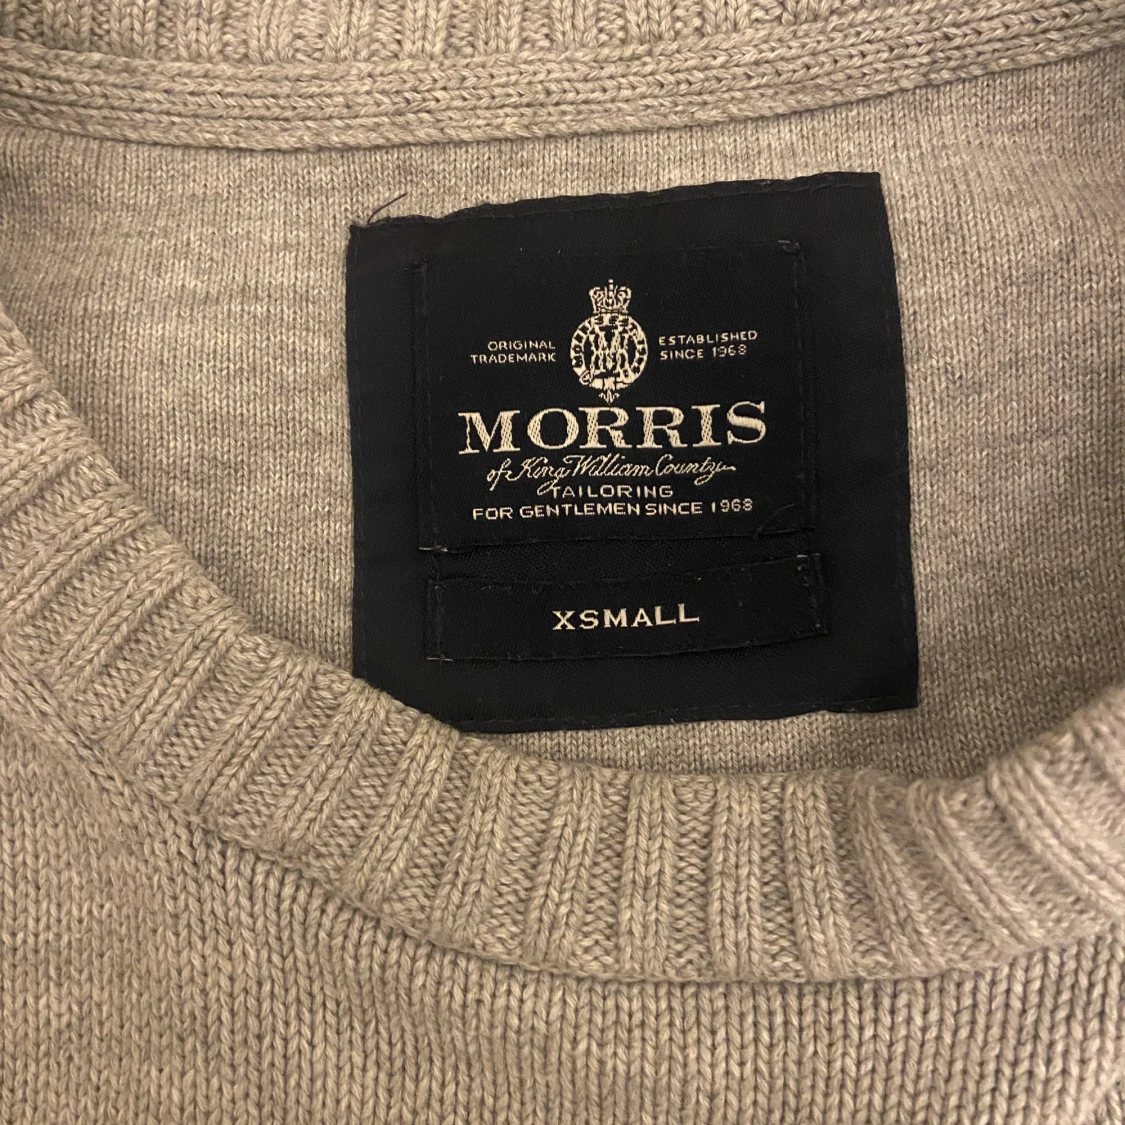 ORIGINAL
TRADEMARK
ESTABLISHED
SINCE 1968
MORRIS
of King William County
TAILORING
FOR GENTLEMEN SINCE 1968
XSMALL